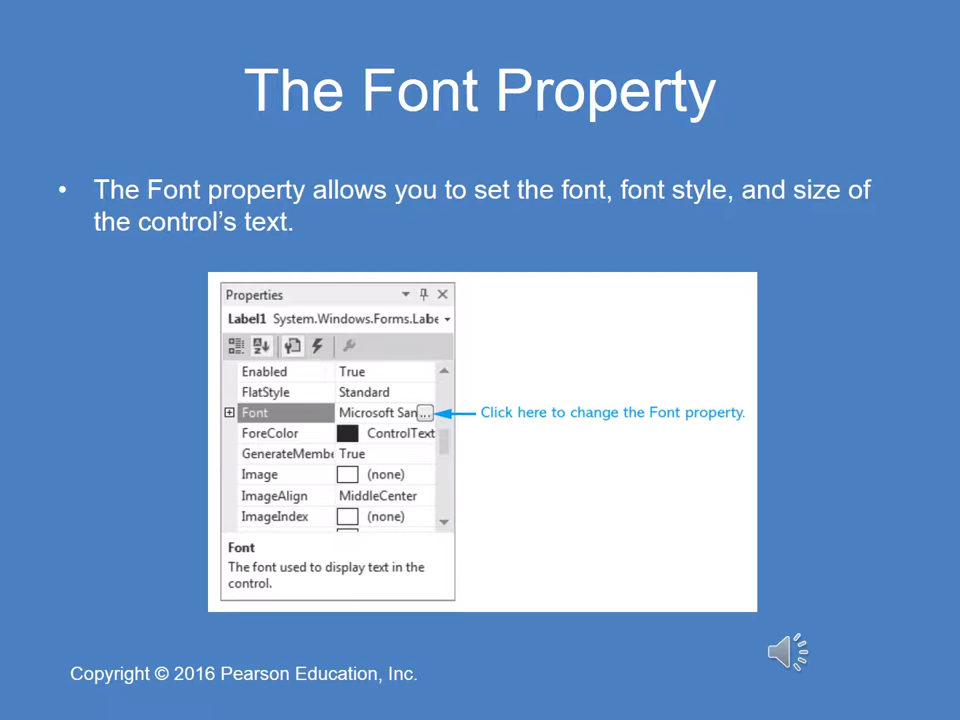 The Font Property
• The Font property allows you to set the font, font style, and size of
the control’s text.
Properties
Label1 System.Windows.Forms.Labe
Enabled True
FlatStyle Standard
Font Microsoft San ...
Click here to change the Font property.
ForeColor ControlText
GenerateMembe True
Image (none)
ImageAlign MiddleCenter
ImageIndex (none)
Font
The font used to display text in the
control.
Copyright © 2016 Pearson Education, Inc.